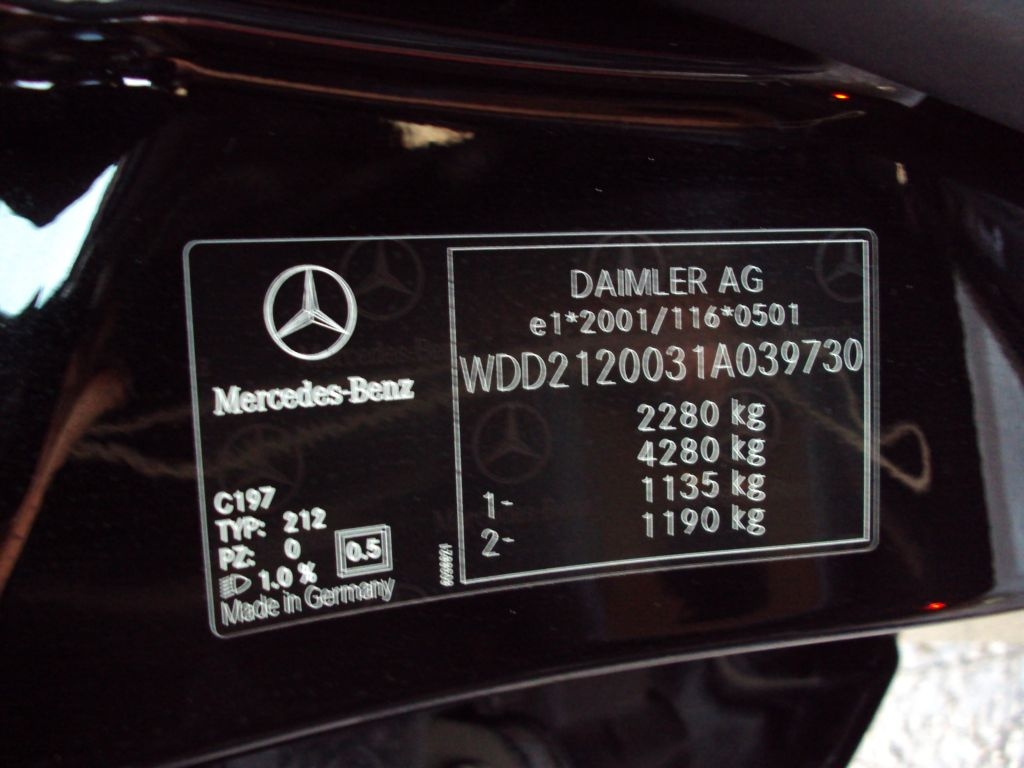 Mercedes-Benz
C197
TYP: 212
PZ: 0
1.0 %
0.5
Made in Germany
DAIMLER AG
e1*2001/116*0501
WDD2120031A039730
2280 kg
4280 kg
1- 1135 kg
2- 1190 kg